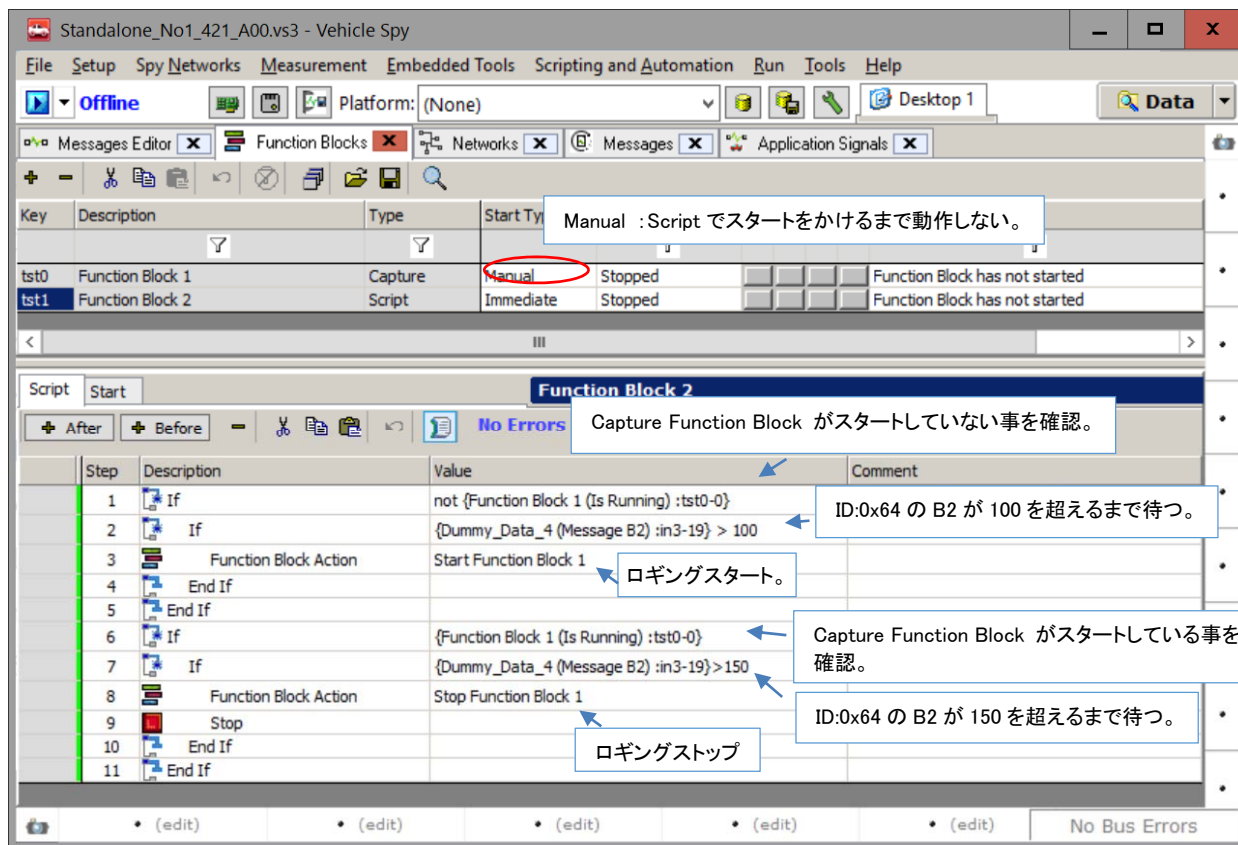 Standalone_No1_421_A00.vs3 - Vehicle Spy
File Setup Spy Networks Measurement Embedded Tools Scripting and Automation Run Tools Help
Offline Platform: (None) Desktop 1 Data
Messages Editor Function Blocks Networks Messages Application Signals
Key Description Type Start Ty
Manual :Script でスタートをかけるまで動作しない。
tst0 Function Block 1 Capture Manual Stopped Function Block has not started
tst1 Function Block 2 Script Immediate Stopped Function Block has not started
Script Start Function Block 2
After Before No Errors
Capture Function Block がスタートしていない事を確認。
Step Description Value Comment
1 If not {Function Block 1 (Is Running) :tst0-0}
ID:0x64 の B2 が 100 を超えるまで待つ。
2 If {Dummy_Data_4 (Message B2) :in3-19} > 100
3 Function Block Action Start Function Block 1
ロギングスタート。
4 End If
5 End If
6 If {Function Block 1 (Is Running) :tst0-0}
Capture Function Block がスタートしている事を
確認。
7 If {Dummy_Data_4 (Message B2) :in3-19}>150
8 Function Block Action Stop Function Block 1
ID:0x64 の B2 が 150 を超えるまで待つ。
9 Stop
ロギングストップ
10 End If
11 End If
(edit) (edit) (edit) (edit) (edit) No Bus Errors